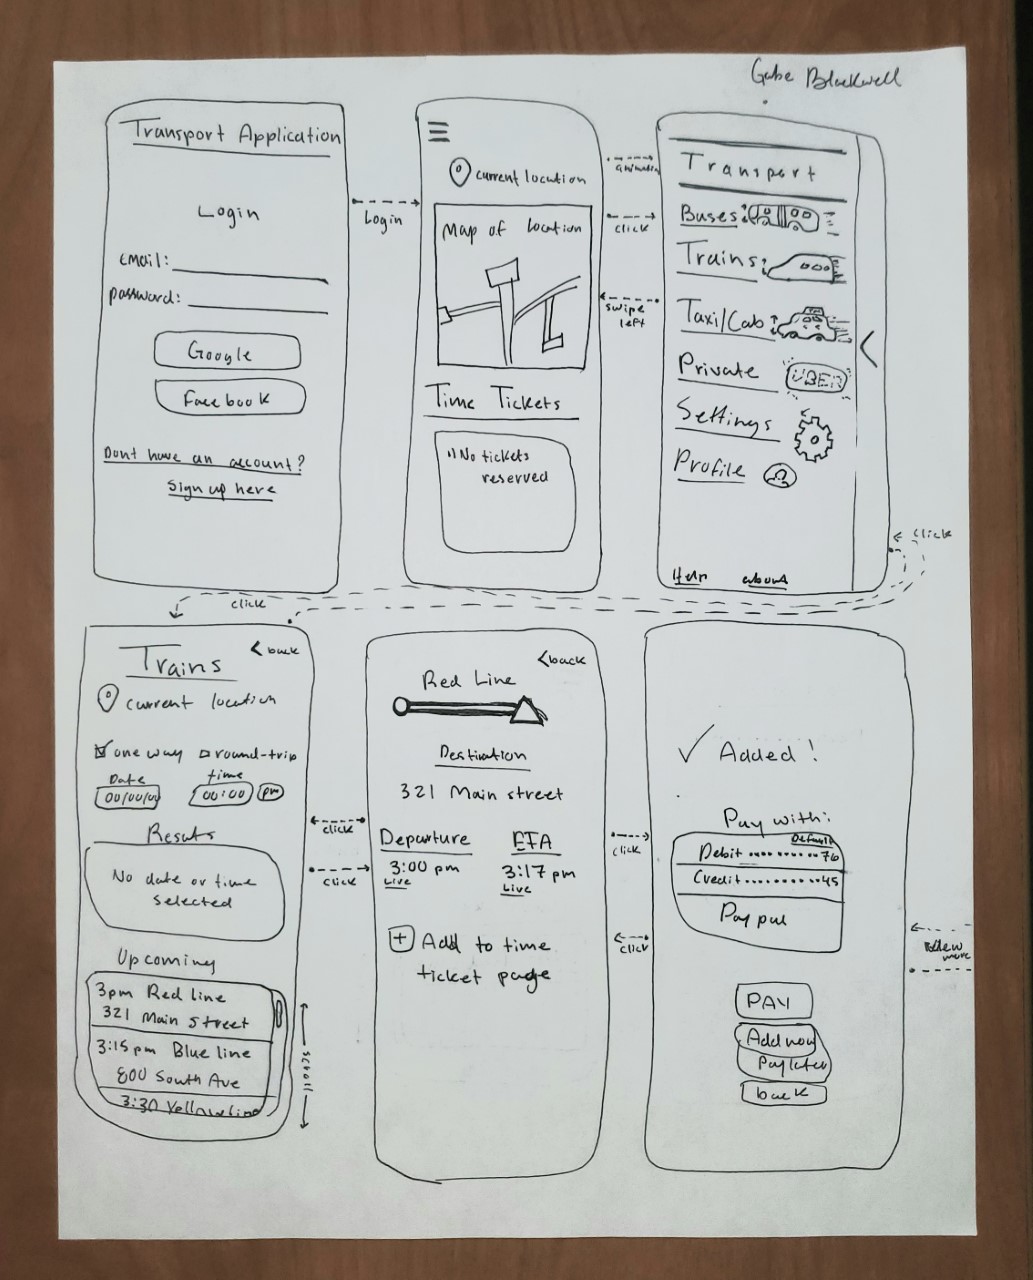 Gabe Blackwell
Transport Application
Login
Email:
password:
Google
Facebook
Dont have an account?
Sign up here
Login
current location
Map of location
Time Tickets
No tickets
reserved
click
swipe
left
Transport
Buses
Trains
Taxi/Cab
Private
UBER
Settings
Profile
Help
about
click
click
Trains
<back
current location
one way round-trip
Date time
00/00/00 00:00 pm
Results
No date or time
selected
Upcoming
3pm Red line
321 Main street
3:15pm Blue line
800 South Ave
3:30 Yellow line
scroll
click
click
<back
Red Line
Destination
321 Main street
Departure ETA
3:00 pm 3:17 pm
Live Live
+ Add to time
ticket page
click
click
✓ Added!
Pay with:
Default
Debit ........76
Credit ........45
Paypal
PAY
Add now
Pay later
back
more